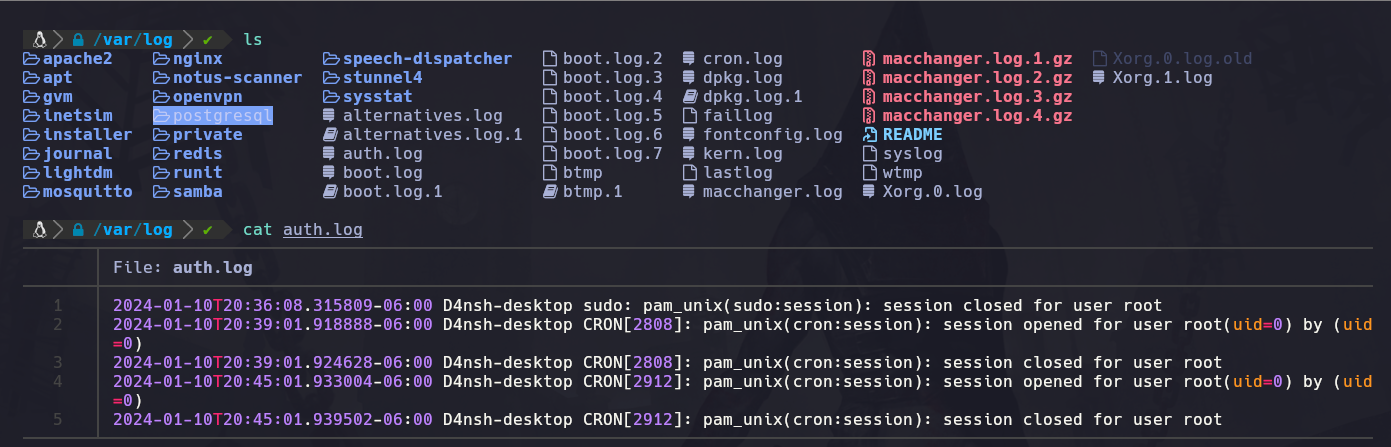 /var/log ✔ ls
apache2 nginx speech-dispatcher boot.log.2 cron.log macchanger.log.1.gz Xorg.0.log.old
apt notus-scanner stunnel4 boot.log.3 dpkg.log macchanger.log.2.gz Xorg.1.log
gvm openvpn sysstat boot.log.4 dpkg.log.1 macchanger.log.3.gz
inetsim postgresql alternatives.log boot.log.5 faillog macchanger.log.4.gz
installer private alternatives.log.1 boot.log.6 fontconfig.log README
journal redis auth.log boot.log.7 kern.log syslog
lightdm runit boot.log btmp lastlog wtmp
mosquitto samba boot.log.1 btmp.1 macchanger.log Xorg.0.log
/var/log ✔ cat auth.log
File: auth.log
1 2024-01-10T20:36:08.315809-06:00 D4nsh-desktop sudo: pam_unix(sudo:session): session closed for user root
2 2024-01-10T20:39:01.918888-06:00 D4nsh-desktop CRON[2808]: pam_unix(cron:session): session opened for user root(uid=0) by (uid
=0)
3 2024-01-10T20:39:01.924628-06:00 D4nsh-desktop CRON[2808]: pam_unix(cron:session): session closed for user root
4 2024-01-10T20:45:01.933004-06:00 D4nsh-desktop CRON[2912]: pam_unix(cron:session): session opened for user root(uid=0) by (uid
=0)
5 2024-01-10T20:45:01.939502-06:00 D4nsh-desktop CRON[2912]: pam_unix(cron:session): session closed for user root